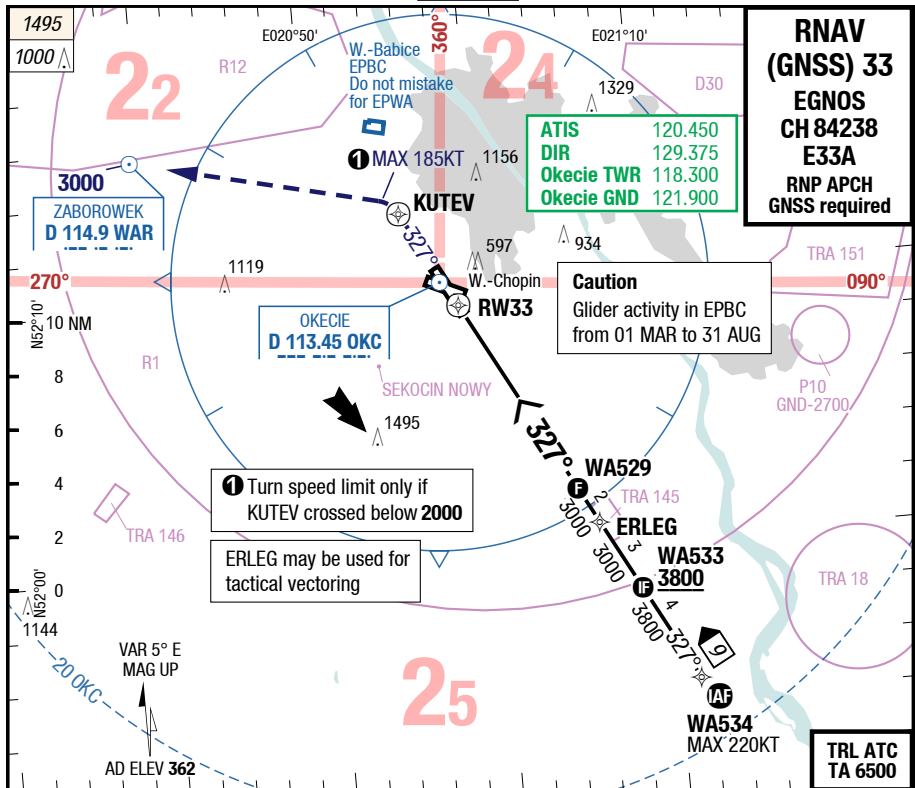 1495
1000
E020°50'
360°
E021°10'
RNAV
(GNSS) 33
EGNOS
CH 84238
E33A
RNP APCH
GNSS required
22
R12
W.-Babice
EPBC
Do not mistake
for EPWA
24
1329
D30
ATIS 120.450
DIR 129.375
Okecie TWR 118.300
Okecie GND 121.900
1 MAX 185KT
1156
3000
KUTEV
ZABOROWEK
D 114.9 WAR
327°
597
934
TRA 151
270°
1119
W.-Chopin
090°
RW33
Caution
Glider activity in EPBC
from 01 MAR to 31 AUG
N52°10'
10 NM
OKECIE
D 113.45 OKC
R1
8
SEKOCIN NOWY
P10
GND-2700
6
1495
327°
WA529
4
F
2
TRA 145
1 Turn speed limit only if
KUTEV crossed below 2000
3000
ERLEG
TRA 146
2
3
3000
WA533
3800
ERLEG may be used for
tactical vectoring
TRA 18
N52°00'
0
IF
4
1144
3800
327°
9
VAR 5° E
MAG UP
20 OKC
25
IAF
WA534
MAX 220KT
AD ELEV 362
TRL ATC
TA 6500